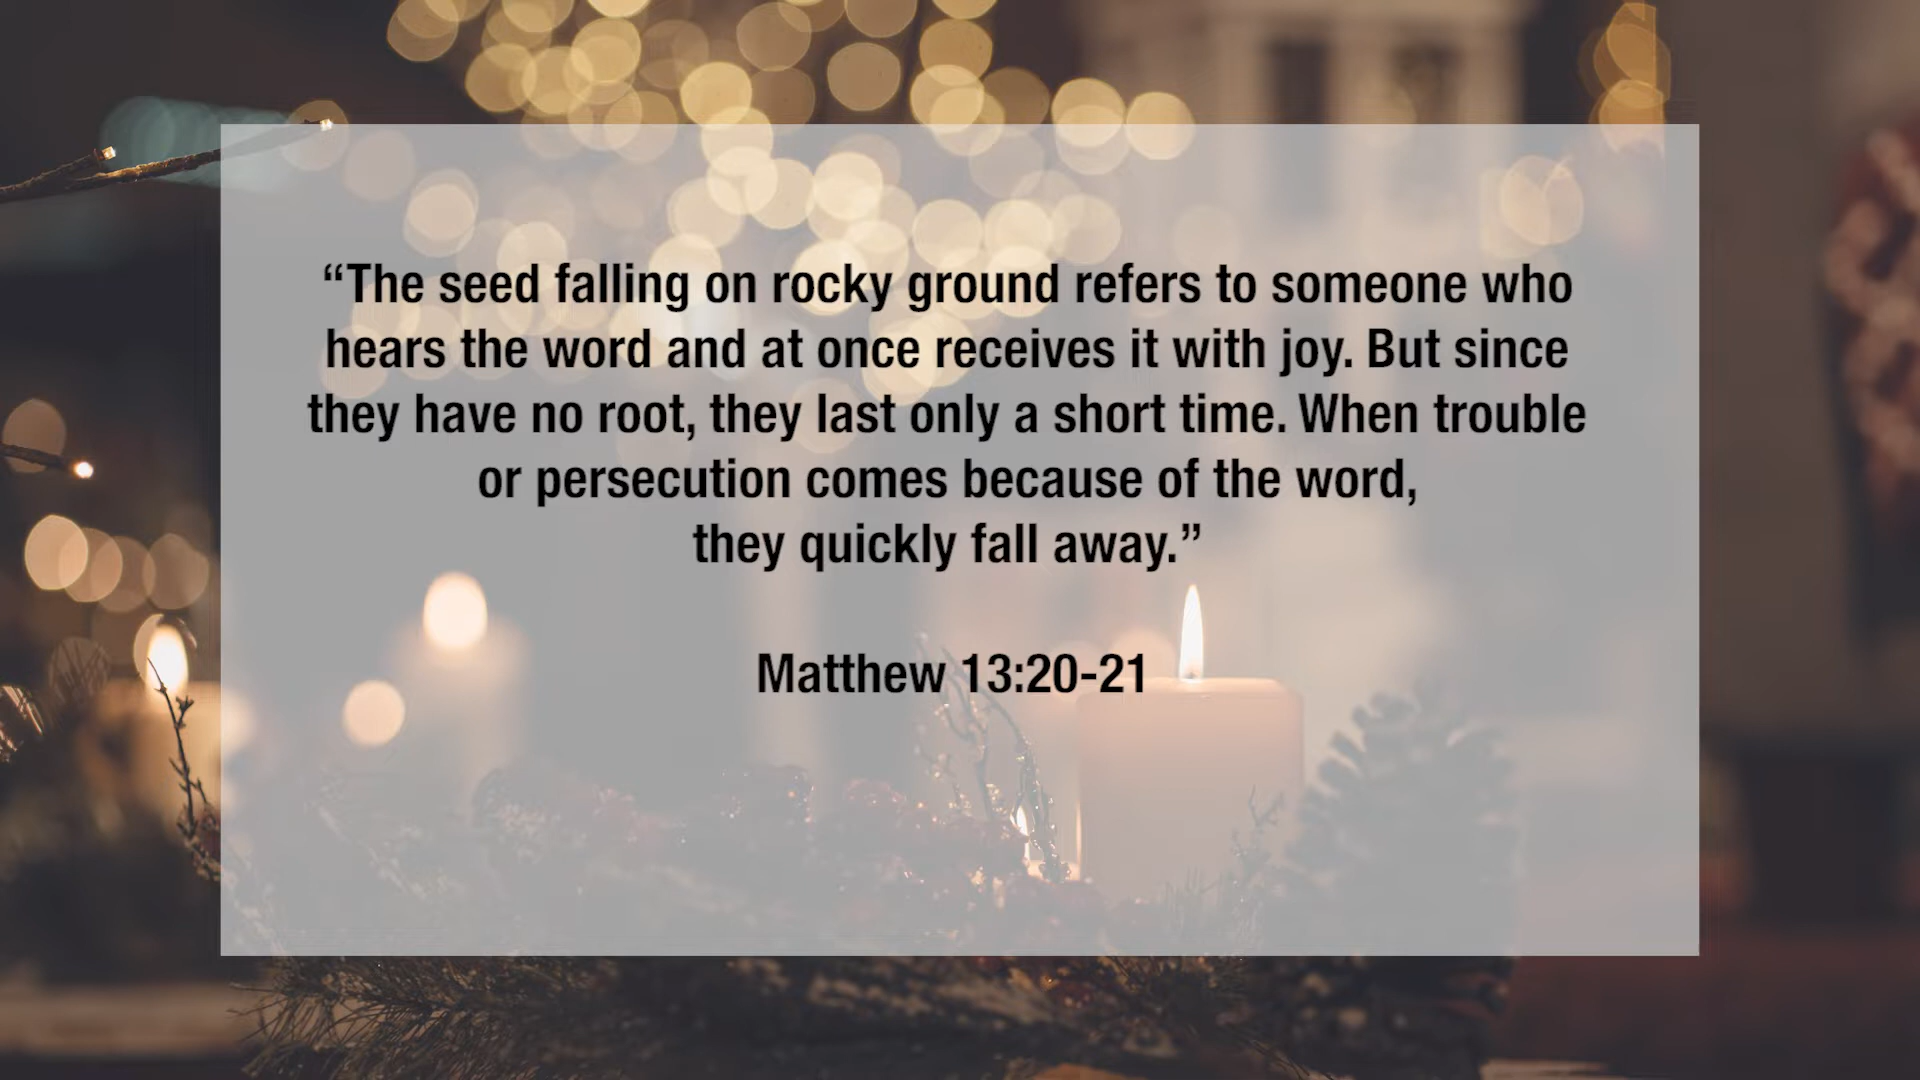 “The seed falling on rocky ground refers to someone who
hears the word and at once receives it with joy. But since
they have no root, they last only a short time. When trouble
or persecution comes because of the word,
they quickly fall away.”
Matthew 13:20-21